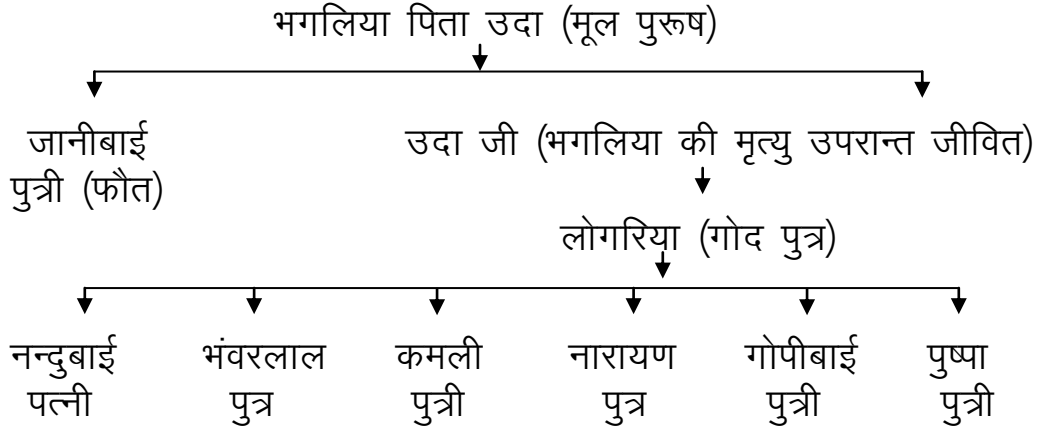 भगलिया पिता उदा (मूल पुरूष)
जानीबाई उदा जी (भगलिया की मृत्यु उपरान्त जीवित)
पुत्री (फौत)
लोगरिया (गोद पुत्र)
नन्दुबाई भंवरलाल कमली नारायण गोपीबाई पुष्पा
पत्नी पुत्र पुत्री पुत्र पुत्री पुत्री